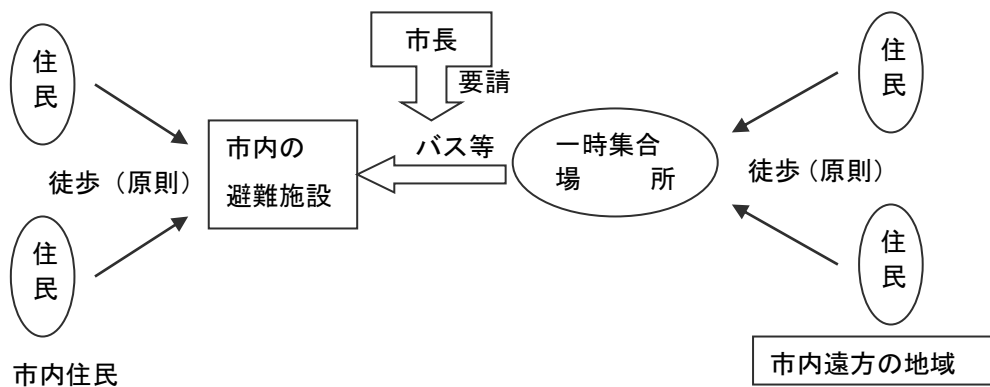 市長
要請
住民
住民
市内の
避難施設
バス等
一時集合
場　　所
徒歩（原則）
徒歩（原則）
住民
住民
市内住民
市内遠方の地域